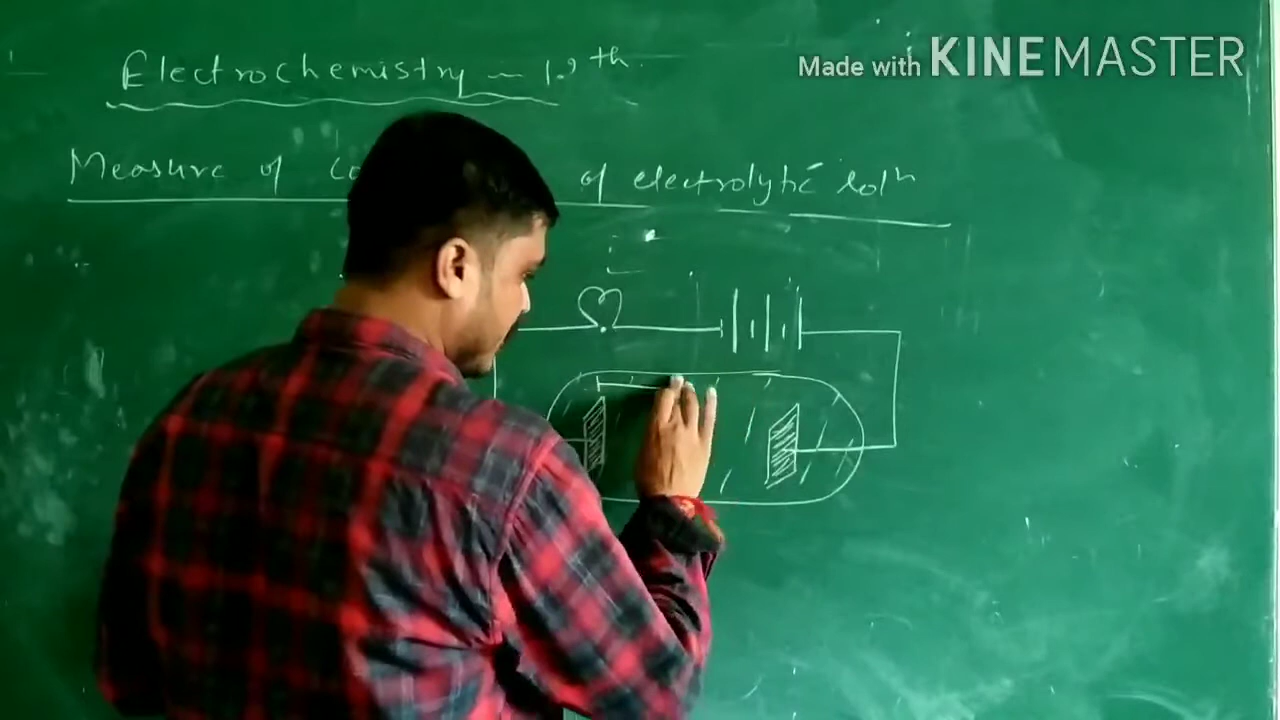 Made with KINEMASTER
Electrochemistry - 12th
Measure of co of electrolytic solⁿ